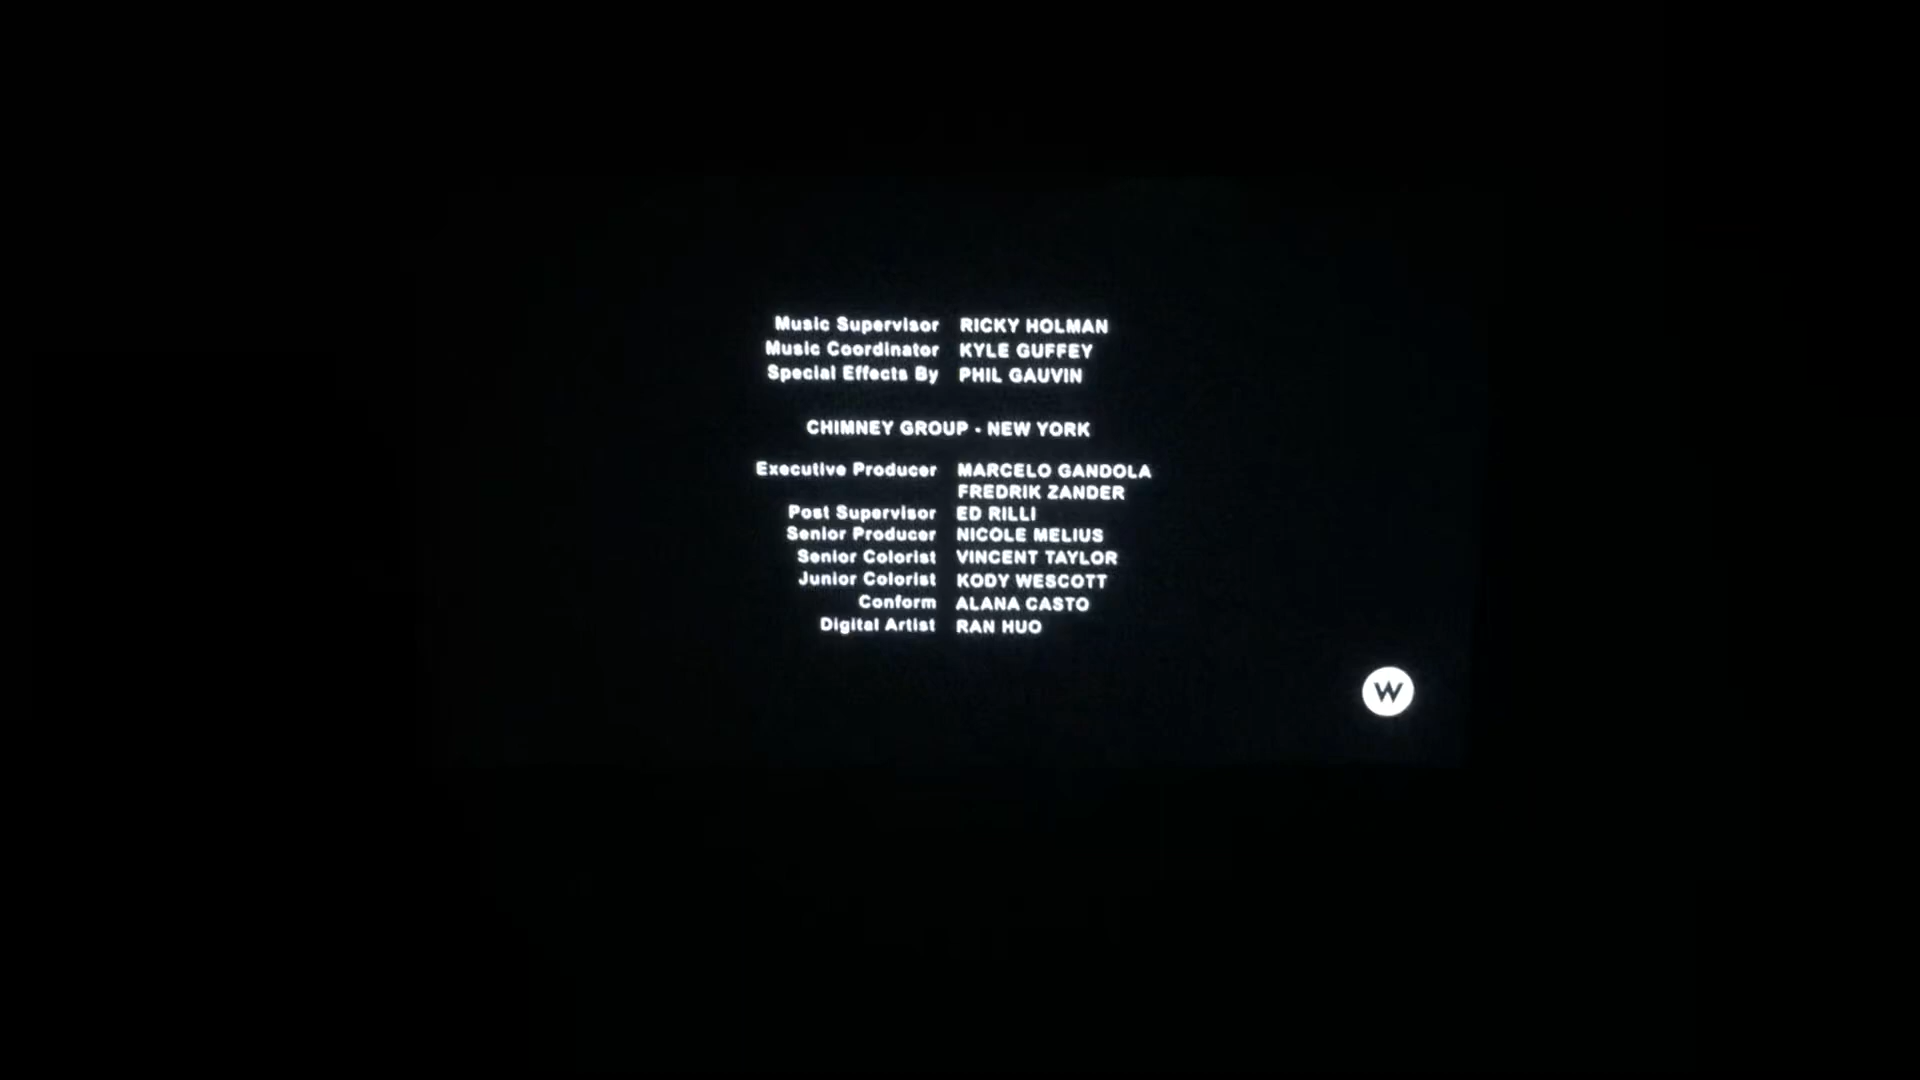 Music Supervisor RICKY HOLMAN
Music Coordinator KYLE GUFFEY
Special Effects By PHIL GAUVIN
CHIMNEY GROUP - NEW YORK
Executive Producer MARCELO GANDOLA
FREDRIK ZANDER
Post Supervisor ED RILLI
Senior Producer NICOLE MELIUS
Senior Colorist VINCENT TAYLOR
Junior Colorist KODY WESCOTT
Conform ALANA CASTO
Digital Artist RAN HUO
W